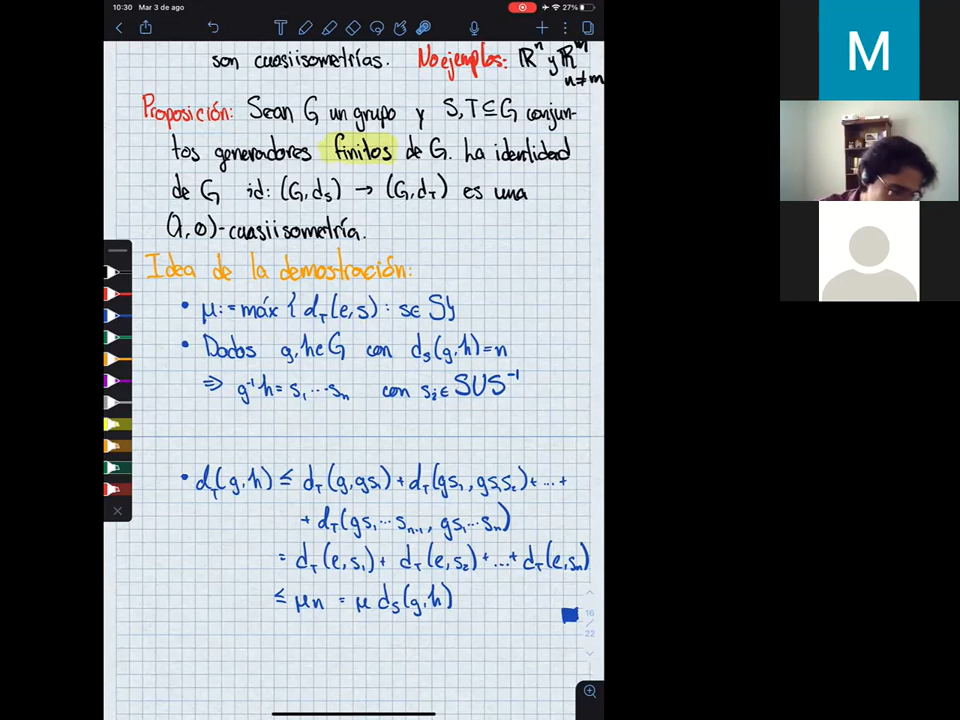 10:30 Mar 3 de ago
27%
son cuasiisometrías. No ejemplos: ℝⁿ y ℝᵐ
n≠m
Proposición: Sean G un grupo y S,T⊆G conjun-
tos generadores finitos de G. La identidad
de G id: (G,d_S) → (G,d_T) es una
(λ,0)-cuasiisometría.
Idea de la demostración:
• μ:= máx { d_T(e,s) : s∈S}
• Dados g,h∈G con d_S(g,h)=n
⇒ g⁻¹h = s₁⋯sₙ con sᵢ∈S∪S⁻¹
• d_T(g,h) ≤ d_T(g,gs₁) + d_T(gs₁,gs₁s₂) + ⋯ +
+ d_T(gs₁⋯sₙ₋₁, gs₁⋯sₙ)
= d_T(e,s₁) + d_T(e,s₂) + ... + d_T(e,sₙ)
≤ μn = μ d_S(g,h)
16
/
22
M